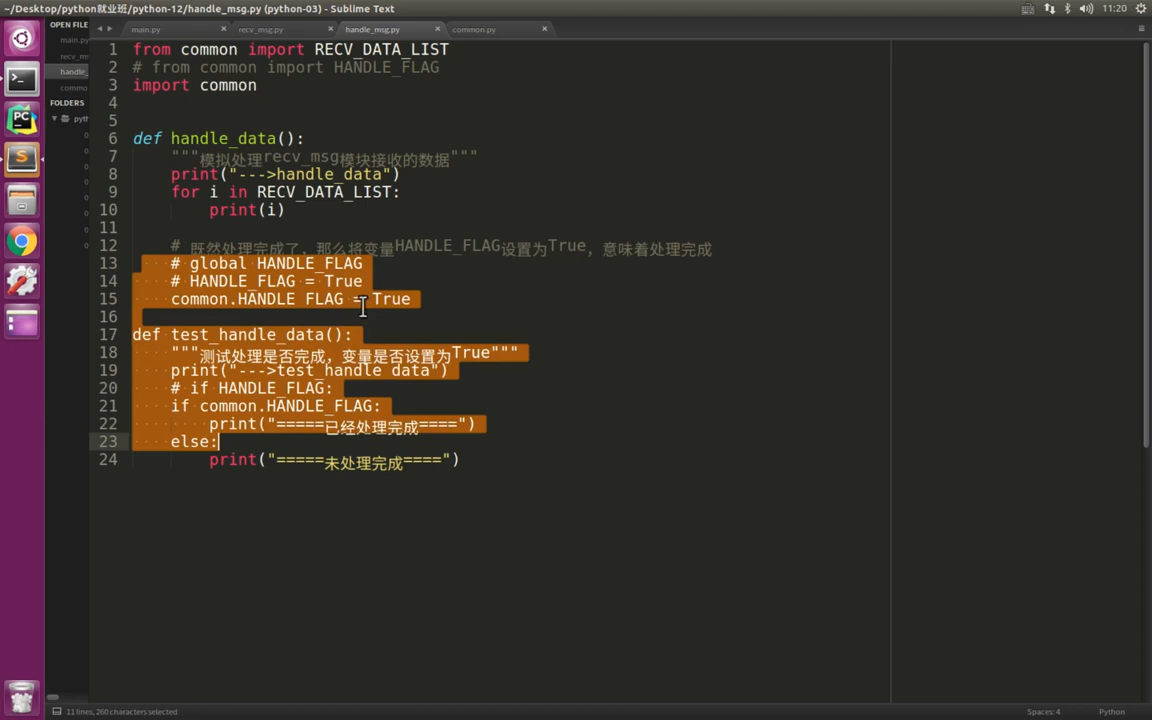 ~/Desktop/python就业班/python-12/handle_msg.py (python-03) - Sublime Text
11:20
OPEN FILE
main.py
recv_msg.py
handle_msg.py
common.py
main.py
recv_m
handle_
commo
FOLDERS
pyth
1 from common import RECV_DATA_LIST
2 # from common import HANDLE_FLAG
3 import common
4
5
6 def handle_data():
7 """模拟处理recv_msg模块接收的数据"""
8 print("--->handle_data")
9 for i in RECV_DATA_LIST:
10 print(i)
11
12 # 既然处理完成了，那么将变量HANDLE_FLAG设置为True，意味着处理完成
13 # global HANDLE_FLAG
14 # HANDLE_FLAG = True
15 common.HANDLE_FLAG = True
16
17 def test_handle_data():
18 """测试处理是否完成，变量是否设置为True"""
19 print("--->test_handle_data")
20 # if HANDLE_FLAG:
21 if common.HANDLE_FLAG:
22 print("=====已经处理完成====")
23 else:
24 print("=====未处理完成====")
11 lines, 260 characters selected
Spaces: 4
Python